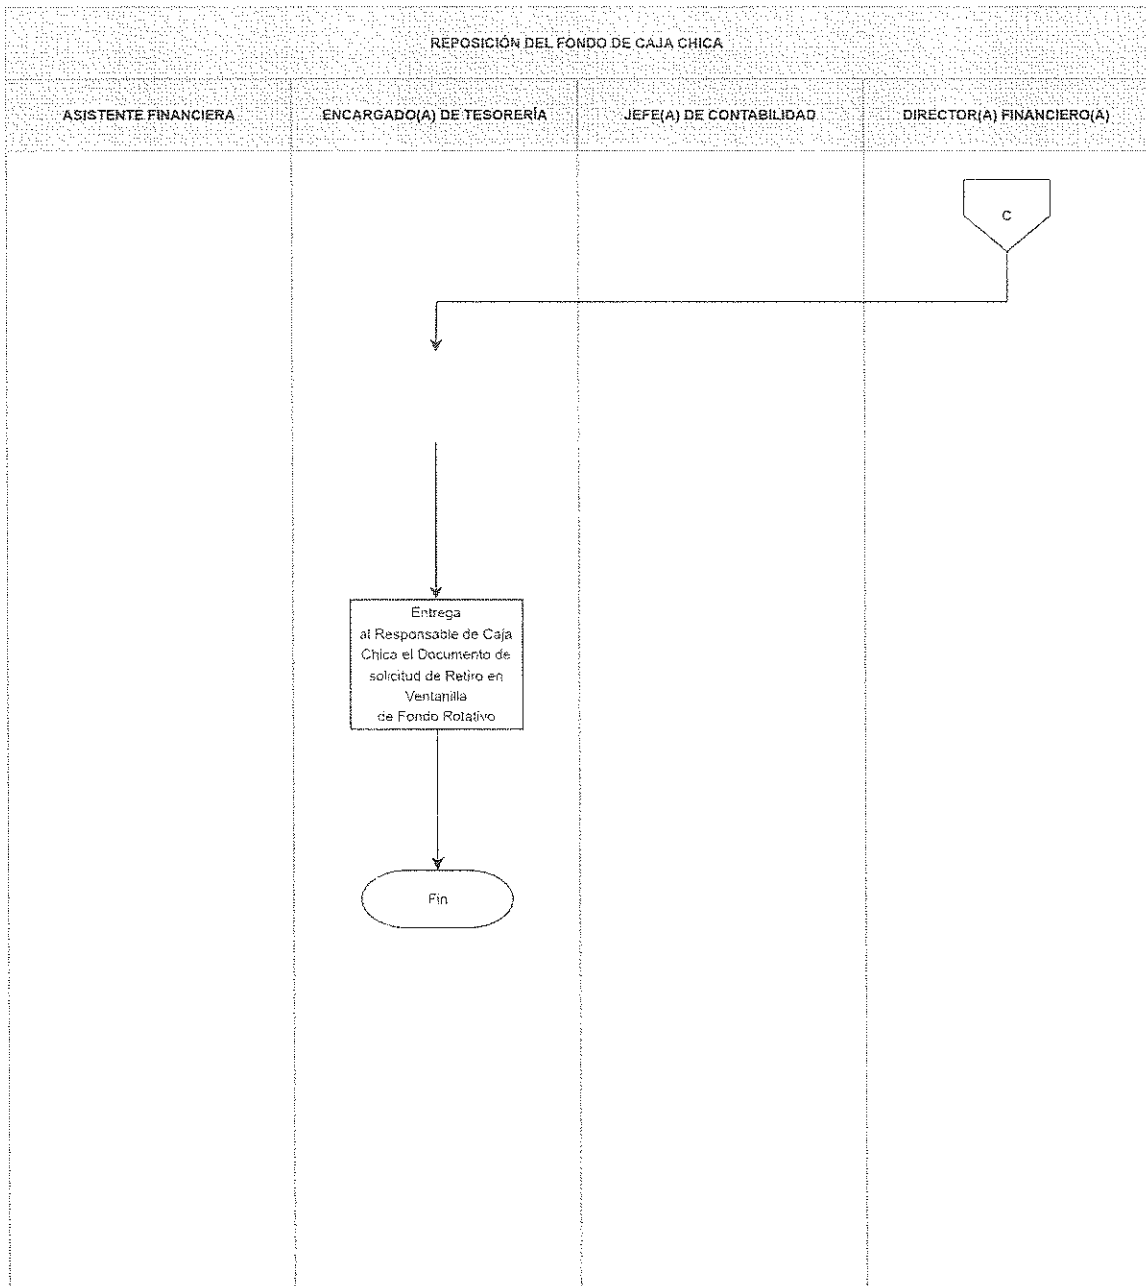 REPOSICIÓN DEL FONDO DE CAJA CHICA
ASISTENTE FINANCIERA
ENCARGADO(A) DE TESORERÍA
JEFE(A) DE CONTABILIDAD
DIRECTOR(A) FINANCIERO(A)
C
Entrega
al Responsable de Caja
Chica el Documento de
solicitud de Retiro en
Ventanilla
de Fondo Rotativo
Fin